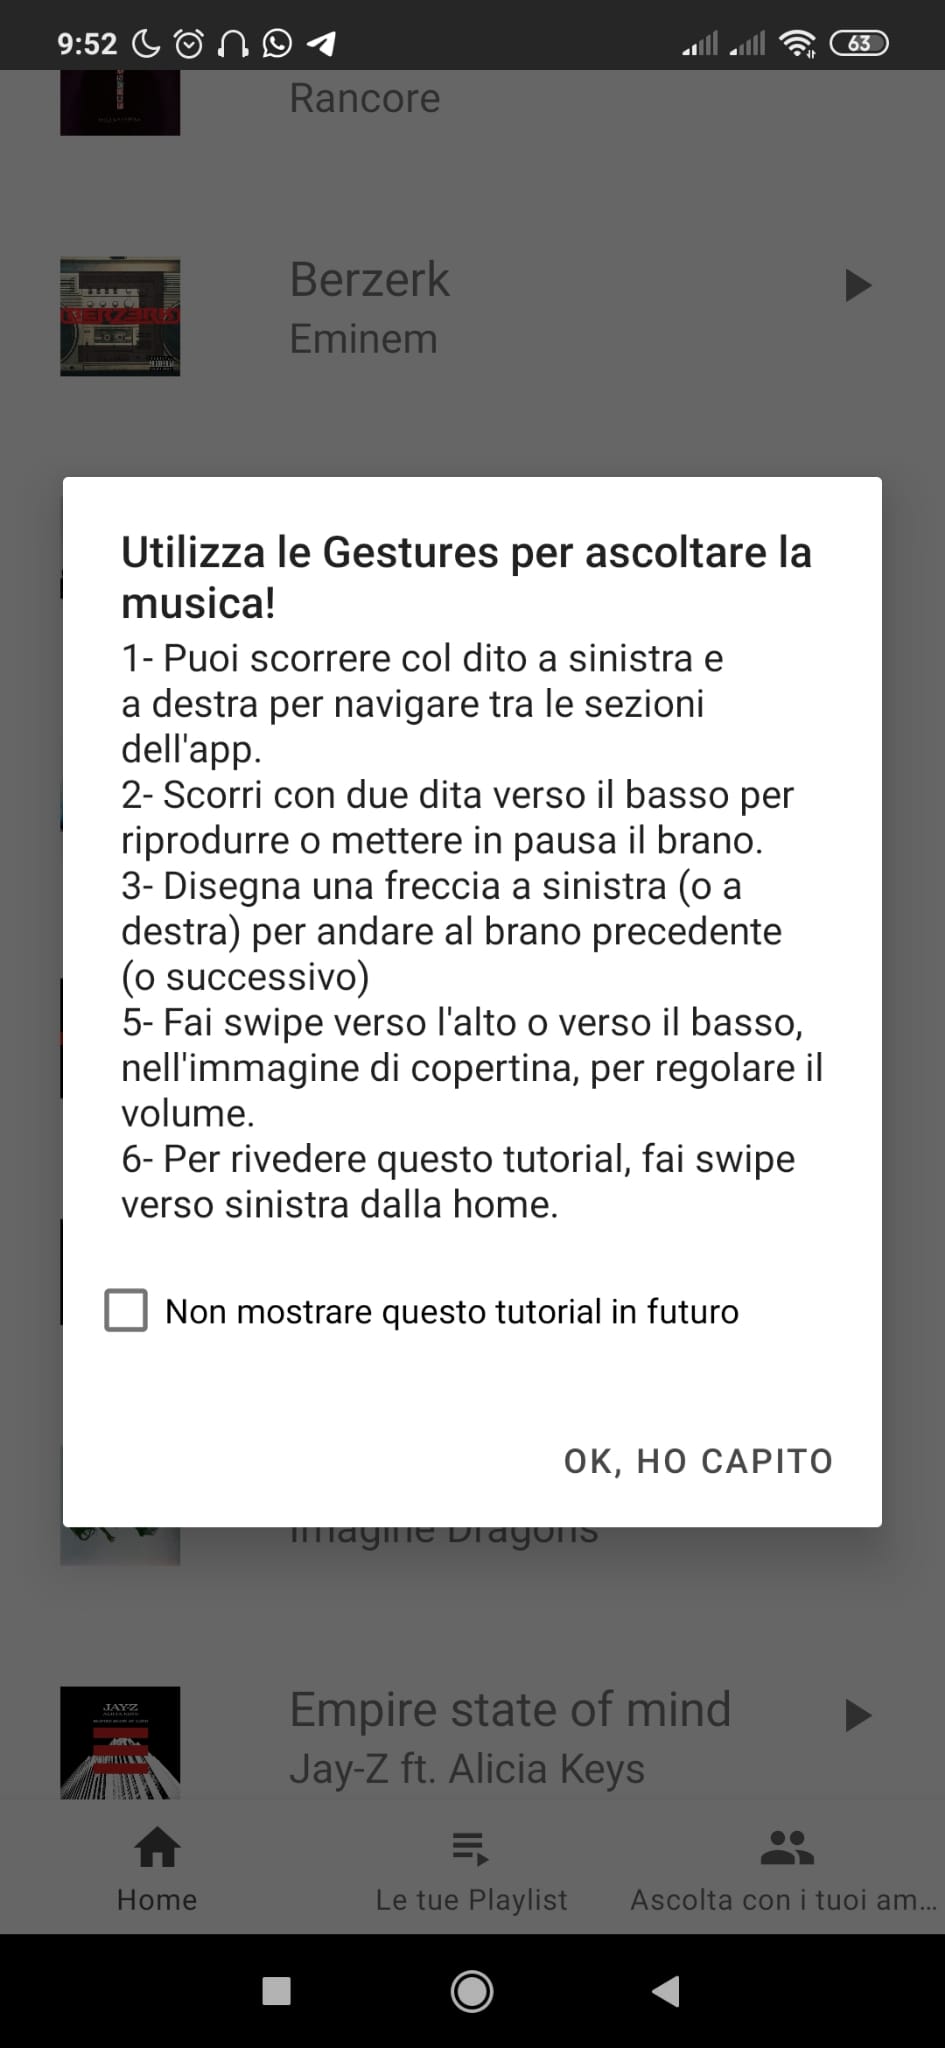 9:52
63
Rancore
BERZERK
Berzerk
Eminem
Utilizza le Gestures per ascoltare la
musica!
1- Puoi scorrere col dito a sinistra e
a destra per navigare tra le sezioni
dell'app.
2- Scorri con due dita verso il basso per
riprodurre o mettere in pausa il brano.
3- Disegna una freccia a sinistra (o a
destra) per andare al brano precedente
(o successivo)
5- Fai swipe verso l'alto o verso il basso,
nell'immagine di copertina, per regolare il
volume.
6- Per rivedere questo tutorial, fai swipe
verso sinistra dalla home.
Non mostrare questo tutorial in futuro
OK, HO CAPITO
Imagine Dragons
JAY-Z
Empire state of mind
Jay-Z ft. Alicia Keys
Home
Le tue Playlist
Ascolta con i tuoi am...